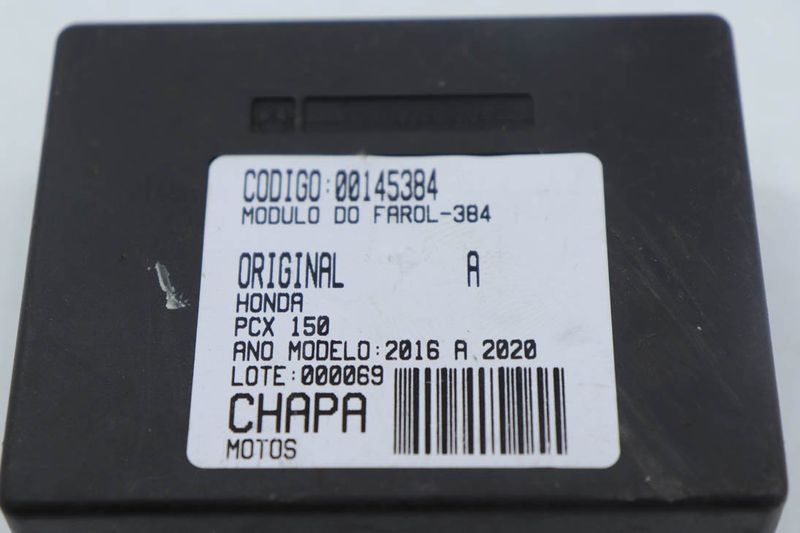 CODIGO:00145384
MODULO DO FAROL-384
ORIGINAL A
HONDA
PCX 150
ANO MODELO:2016 A 2020
LOTE:000069
CHAPA
MOTOS